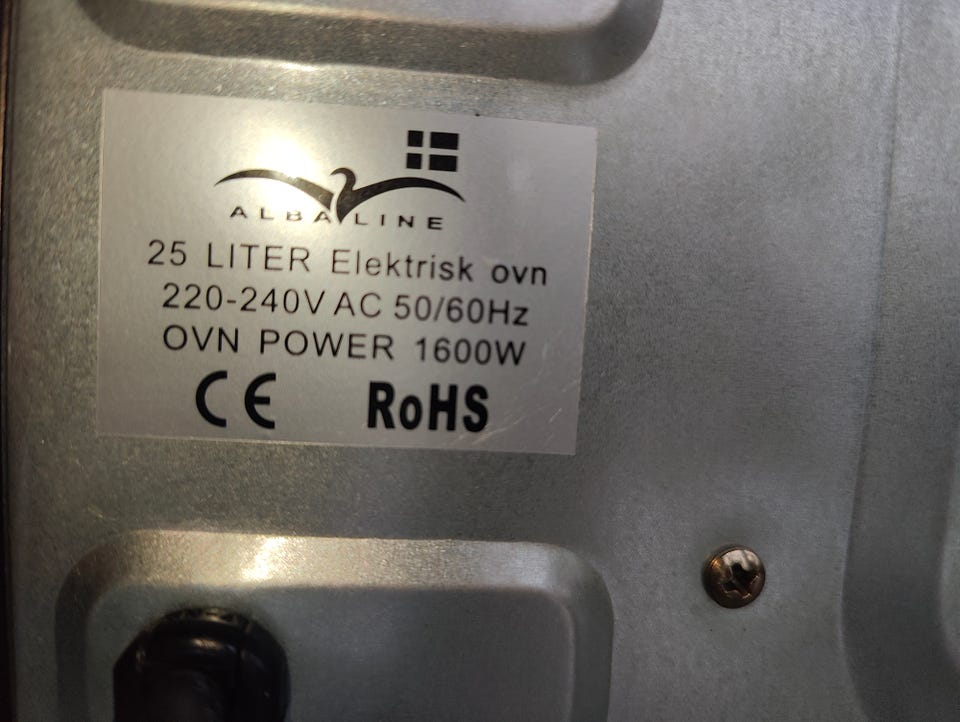 ALBALINE
25 LITER Elektrisk ovn
220-240V AC 50/60Hz
OVN POWER 1600W
CE RoHS